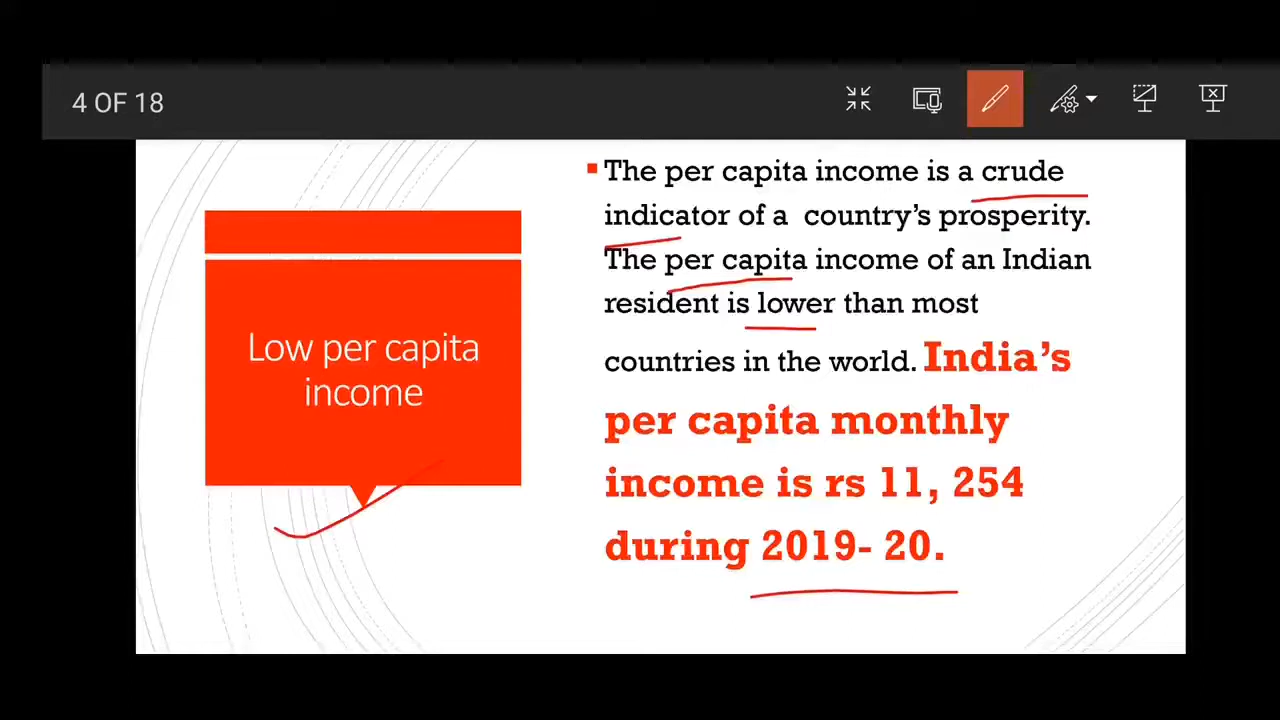 4 OF 18
Low per capita
income
The per capita income is a crude
indicator of a country's prosperity.
The per capita income of an Indian
resident is lower than most
countries in the world. India's
per capita monthly
income is rs 11, 254
during 2019- 20.